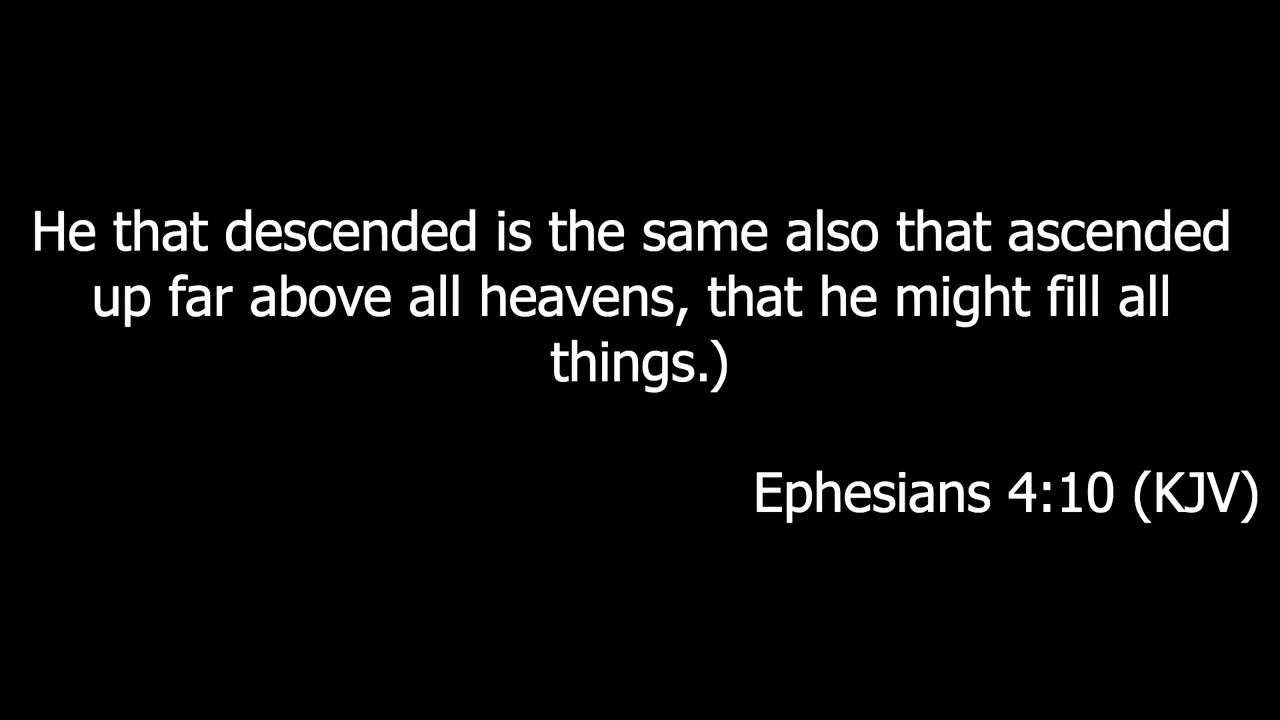 He that descended is the same also that ascended
up far above all heavens, that he might fill all
things.)
Ephesians 4:10 (KJV)